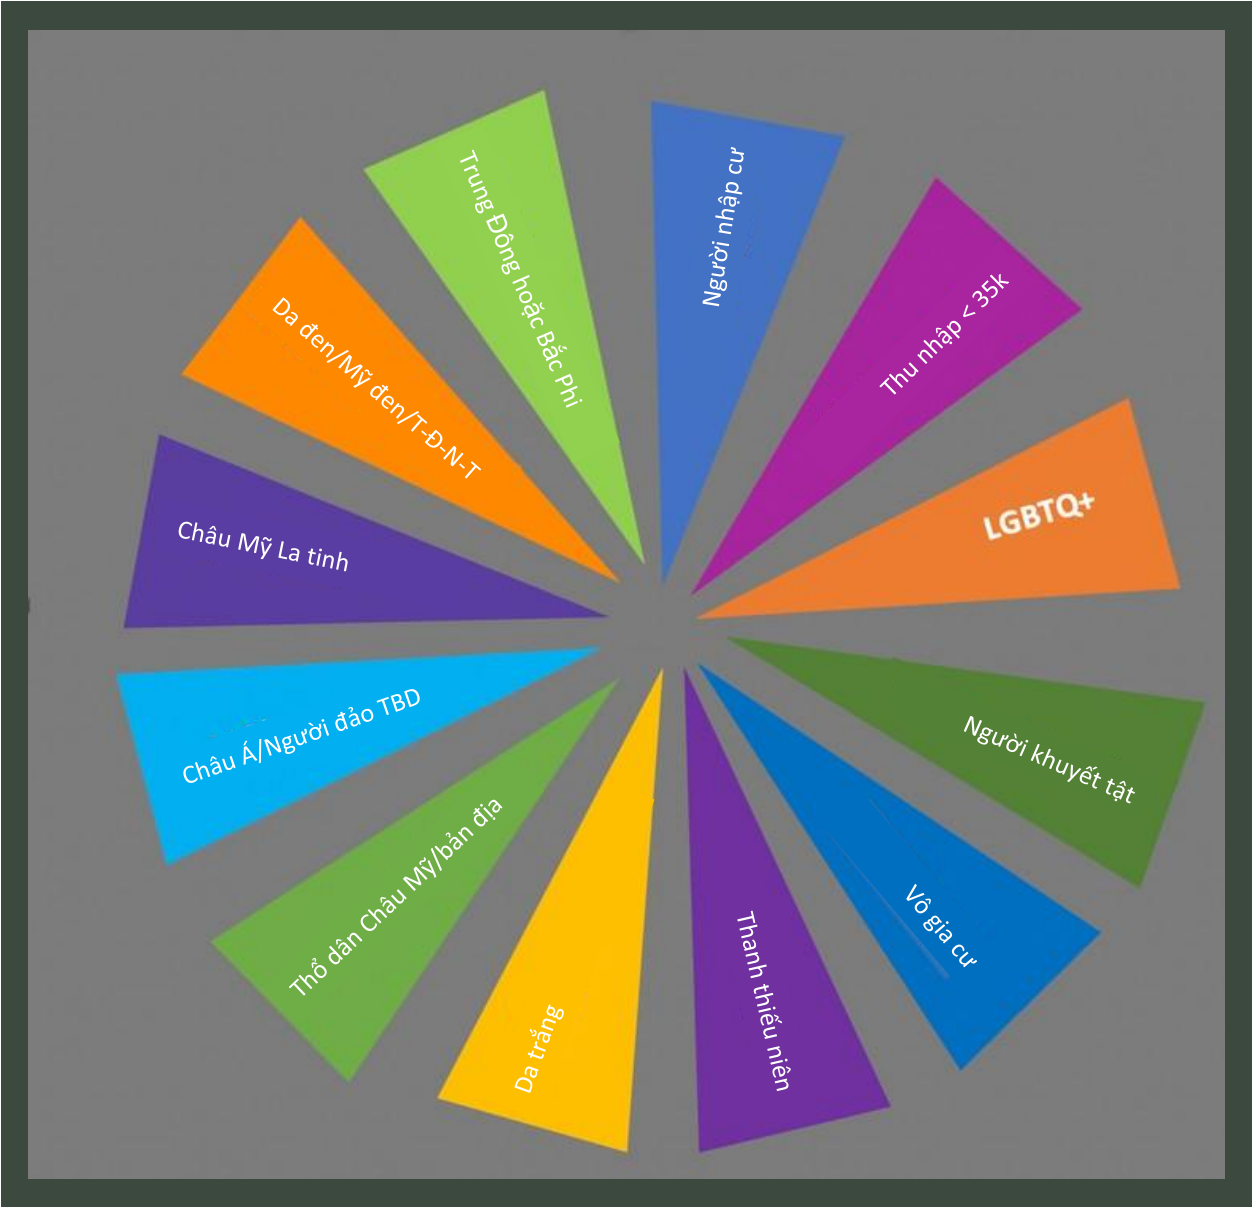 Người nhập cư
Thu nhập < 35k
LGBTQ+
Người khuyết tật
Vô gia cư
Thanh thiếu niên
Da trắng
Thổ dân Châu Mỹ/bản địa
Châu Á/Người đảo TBD
Châu Mỹ La tinh
Da đen/Mỹ đen/T-Đ-N-T
Trung Đông hoặc Bắc Phi